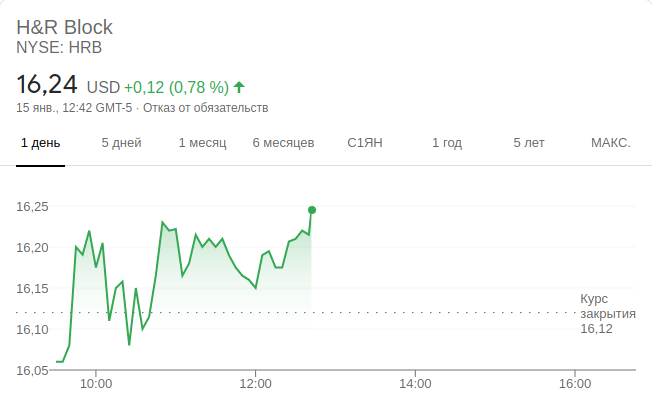 H&R Block
NYSE: HRB
16,24 USD +0,12 (0,78 %)
15 янв., 12:42 GMT-5 · Отказ от обязательств
1 день 5 дней 1 месяц 6 месяцев С1ЯН 1 год 5 лет МАКС.
16,25
16,20
16,15
16,10
16,05
Курс
закрытия
16,12
10:00 12:00 14:00 16:00